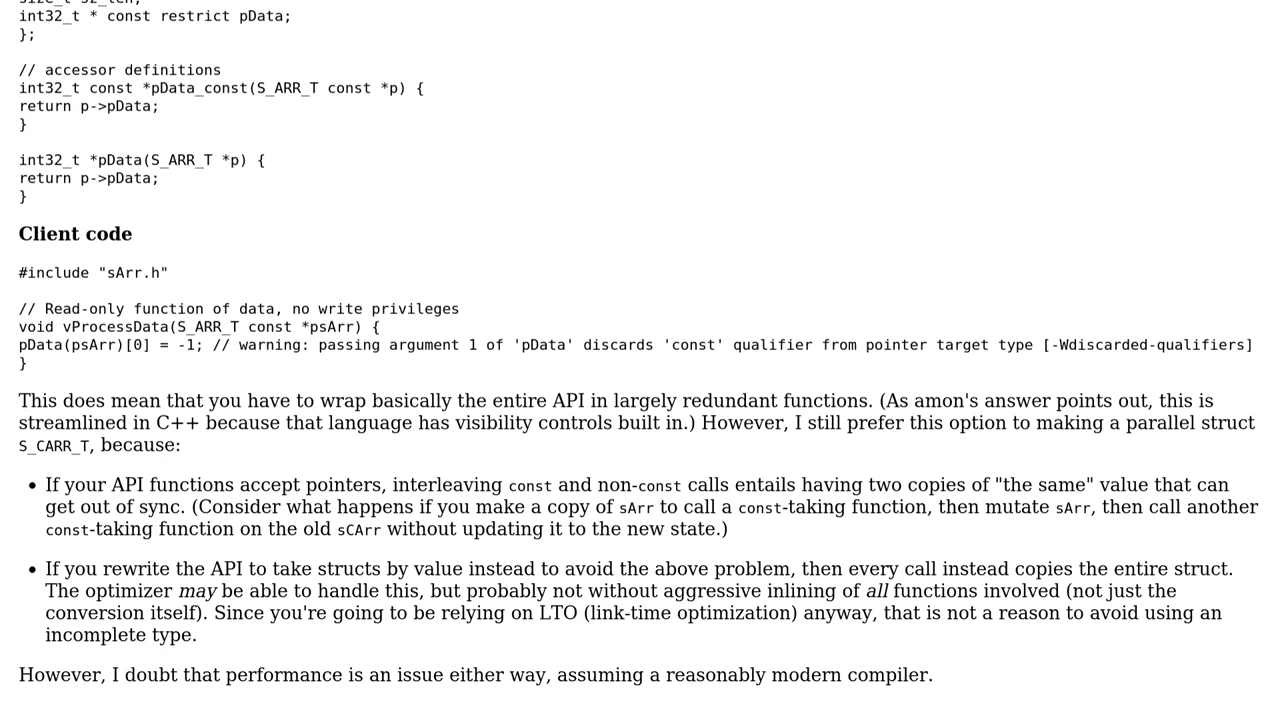 int32_t * const restrict pData;
};
// accessor definitions
int32_t const *pData_const(S_ARR_T const *p) {
return p->pData;
}
int32_t *pData(S_ARR_T *p) {
return p->pData;
}
Client code
#include "sArr.h"
// Read-only function of data, no write privileges
void vProcessData(S_ARR_T const *psArr) {
pData(psArr)[0] = -1; // warning: passing argument 1 of 'pData' discards 'const' qualifier from pointer target type [-Wdiscarded-qualifiers]
}
This does mean that you have to wrap basically the entire API in largely redundant functions. (As amon's answer points out, this is
streamlined in C++ because that language has visibility controls built in.) However, I still prefer this option to making a parallel struct
S_CARR_T, because:
• If your API functions accept pointers, interleaving const and non-const calls entails having two copies of "the same" value that can
get out of sync. (Consider what happens if you make a copy of sArr to call a const-taking function, then mutate sArr, then call another
const-taking function on the old sCArr without updating it to the new state.)
• If you rewrite the API to take structs by value instead to avoid the above problem, then every call instead copies the entire struct.
The optimizer may be able to handle this, but probably not without aggressive inlining of all functions involved (not just the
conversion itself). Since you're going to be relying on LTO (link-time optimization) anyway, that is not a reason to avoid using an
incomplete type.
However, I doubt that performance is an issue either way, assuming a reasonably modern compiler.